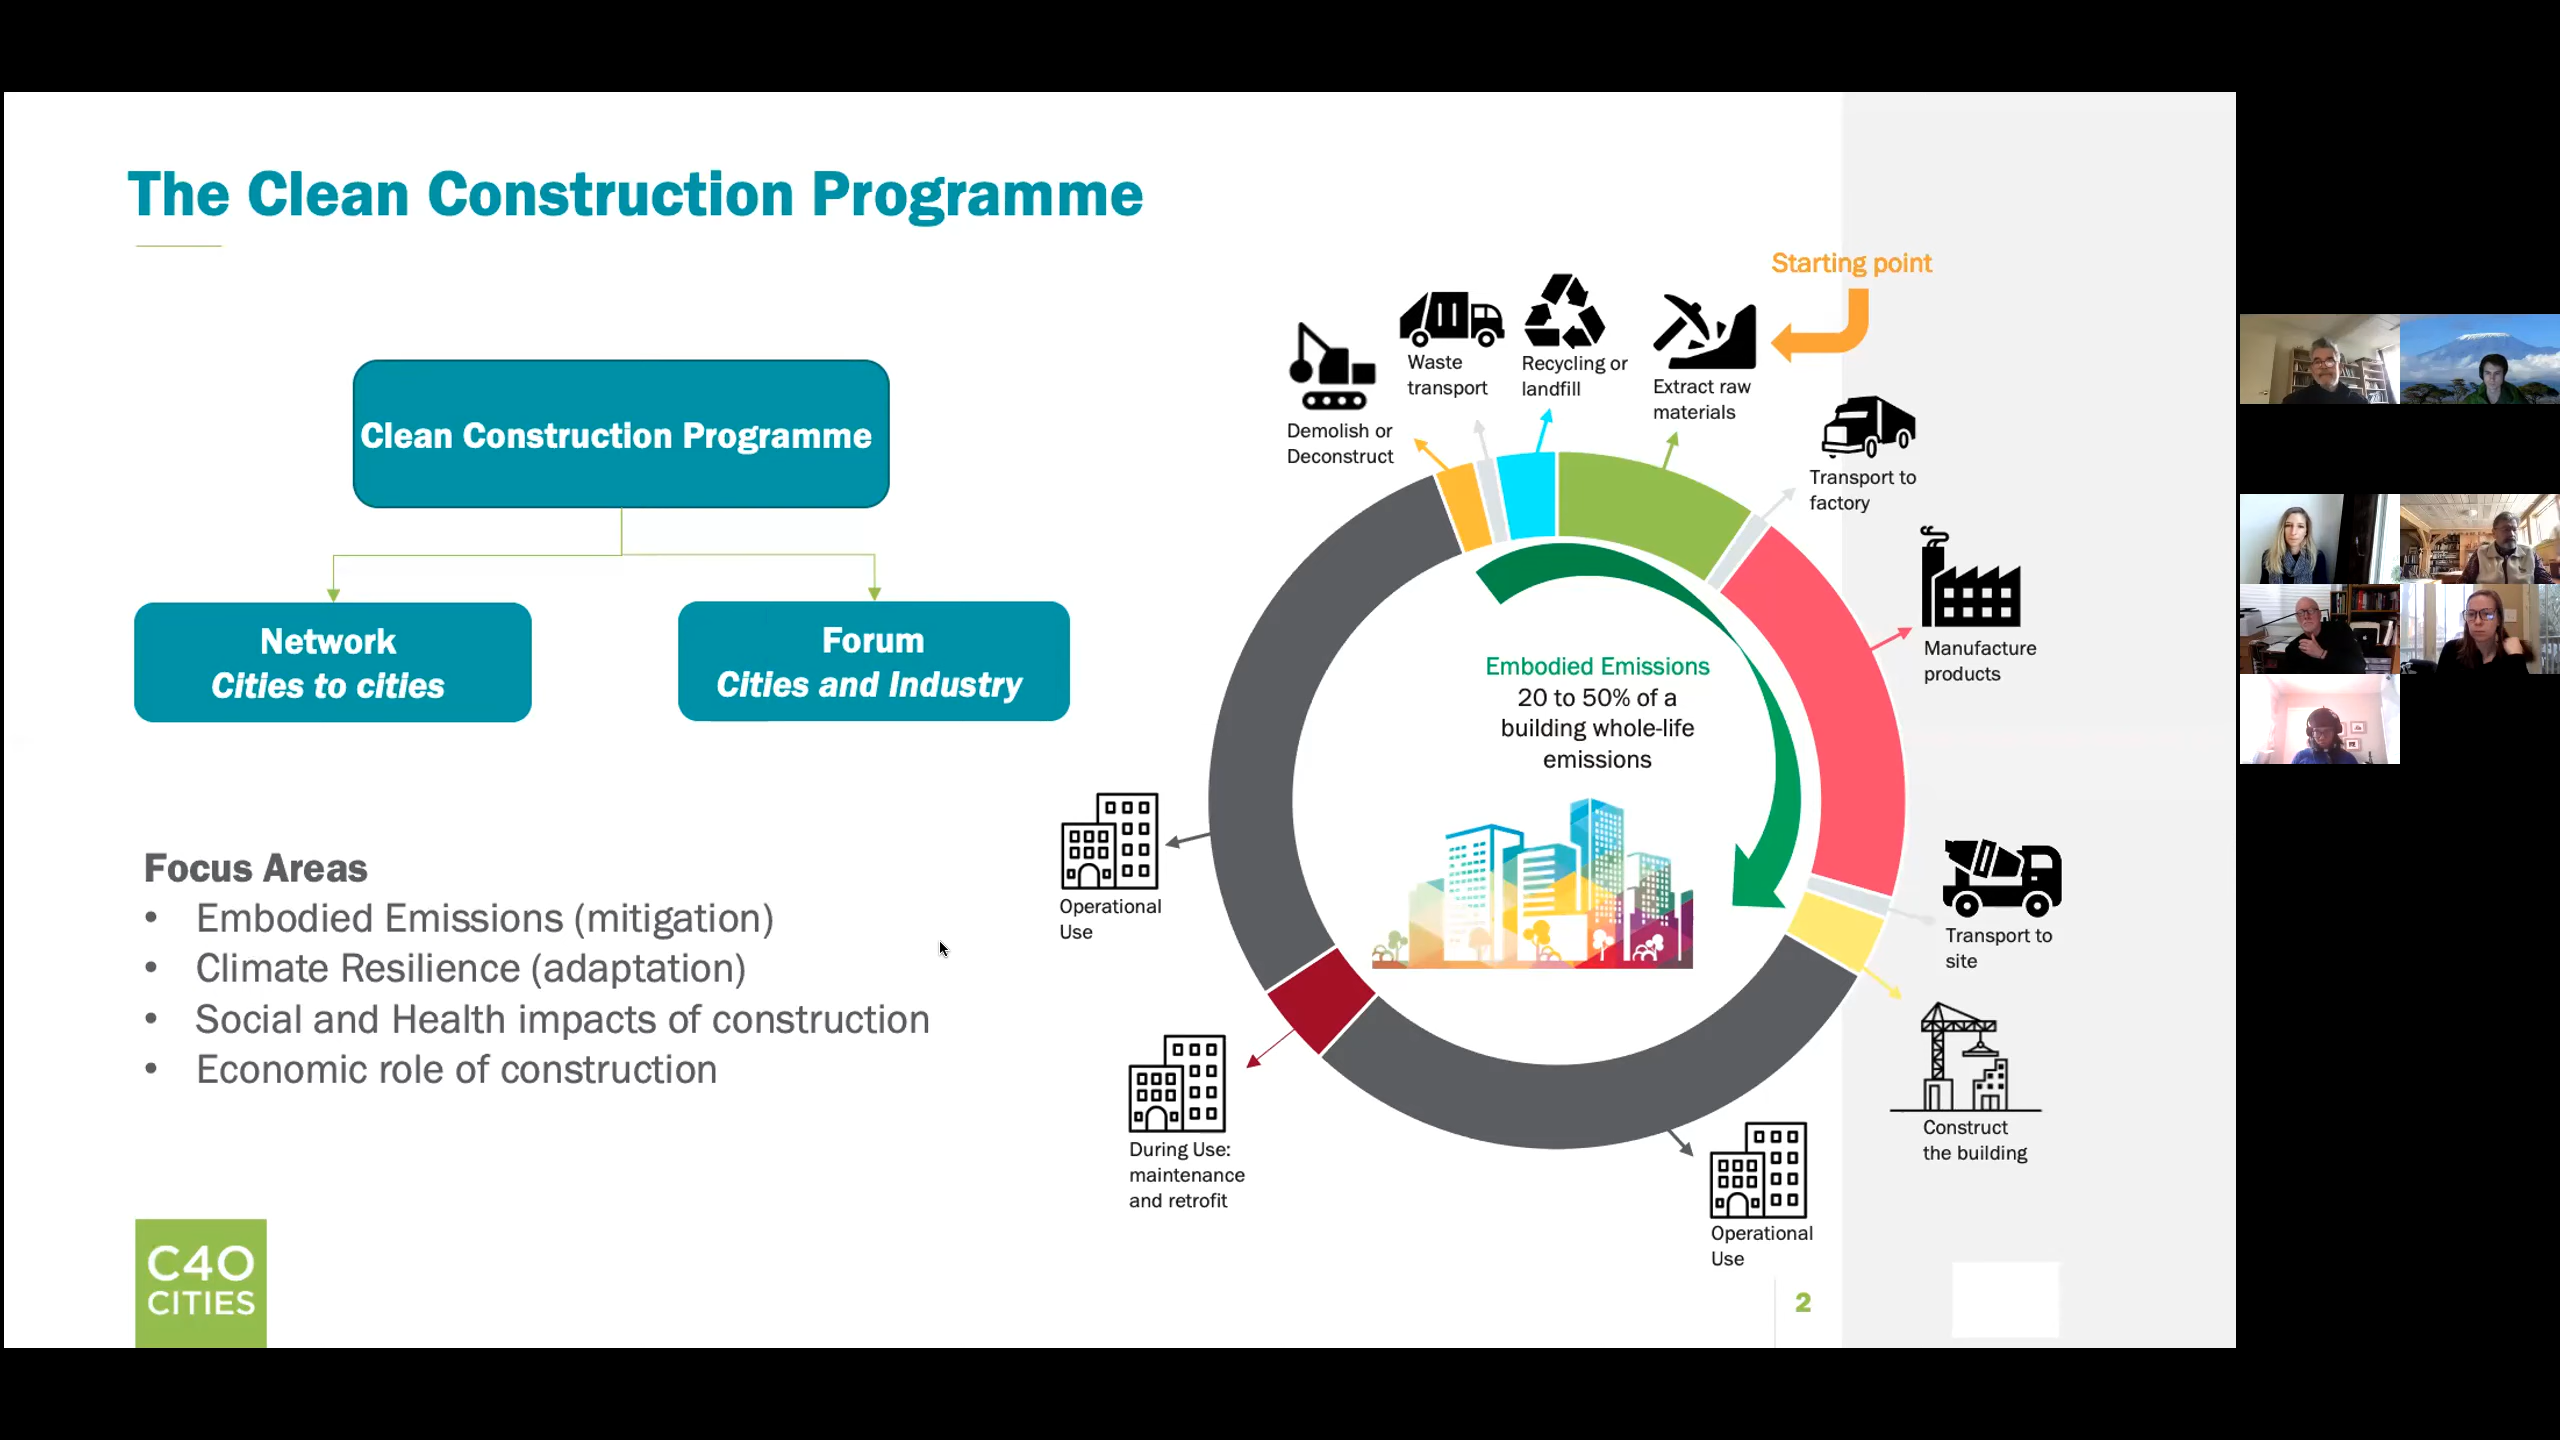 The Clean Construction Programme
Clean Construction Programme
Network
Cities to cities
Forum
Cities and Industry
Focus Areas
• Embodied Emissions (mitigation)
• Climate Resilience (adaptation)
• Social and Health impacts of construction
• Economic role of construction
C40
CITIES
Starting point
Extract raw
materials
Transport to
factory
Manufacture
products
Transport to
site
Construct
the building
Operational
Use
During Use:
maintenance
and retrofit
Operational
Use
Demolish or
Deconstruct
Waste
transport
Recycling or
landfill
Embodied Emissions
20 to 50% of a
building whole-life
emissions
2